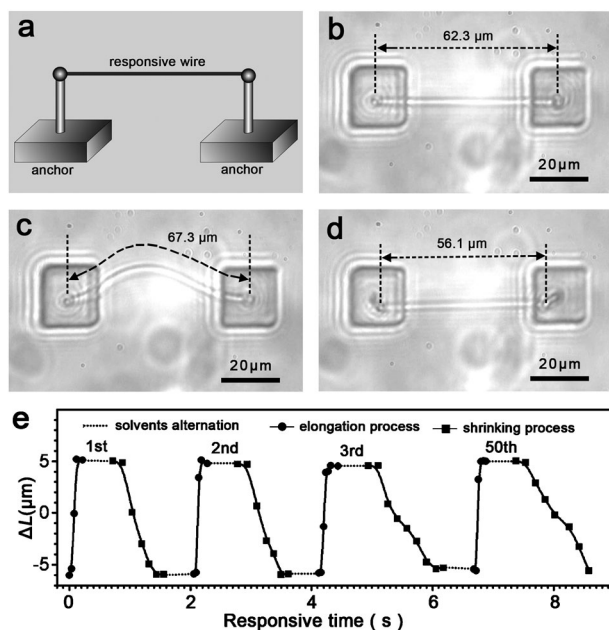 a
responsive wire
anchor
anchor
b
62.3 μm
20μm
c
67.3 μm
20μm
d
56.1 μm
20μm
e
solvents alternation
elongation process
shrinking process
1st
2nd
3rd
50th
5
0
-5
ΔL(μm)
0
2
4
6
8
Responsive time ( s )